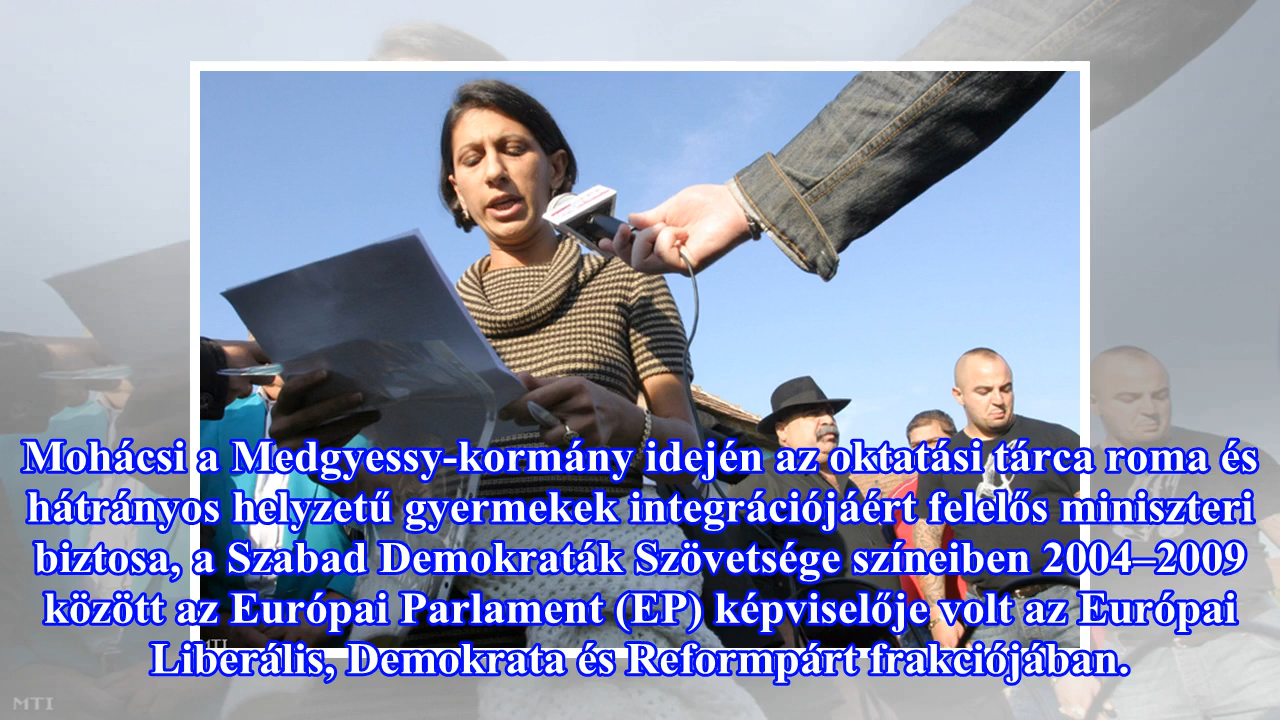 Mohácsi a Medgyessy-kormány idején az oktatási tárca roma és
hátrányos helyzetű gyermekek integrációjáért felelős miniszteri
biztosa, a Szabad Demokraták Szövetsége színeiben 2004–2009
között az Európai Parlament (EP) képviselője volt az Európai
Liberális, Demokrata és Reformpárt frakciójában.
MTI
MTI